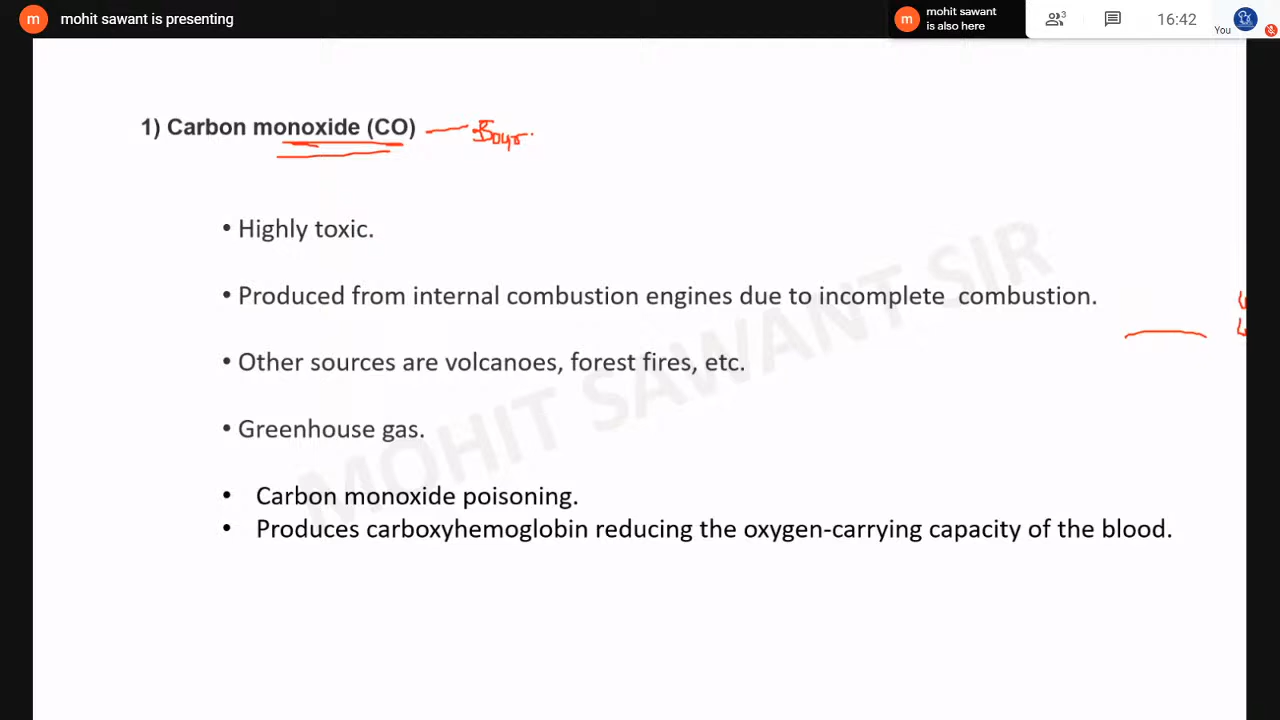 m mohit sawant is presenting
m mohit sawant
is also here
3
16:42
You
1) Carbon monoxide (CO)
• Highly toxic.
• Produced from internal combustion engines due to incomplete combustion.
• Other sources are volcanoes, forest fires, etc.
• Greenhouse gas.
• Carbon monoxide poisoning.
• Produces carboxyhemoglobin reducing the oxygen-carrying capacity of the blood.
MOHIT SAWANT SIR